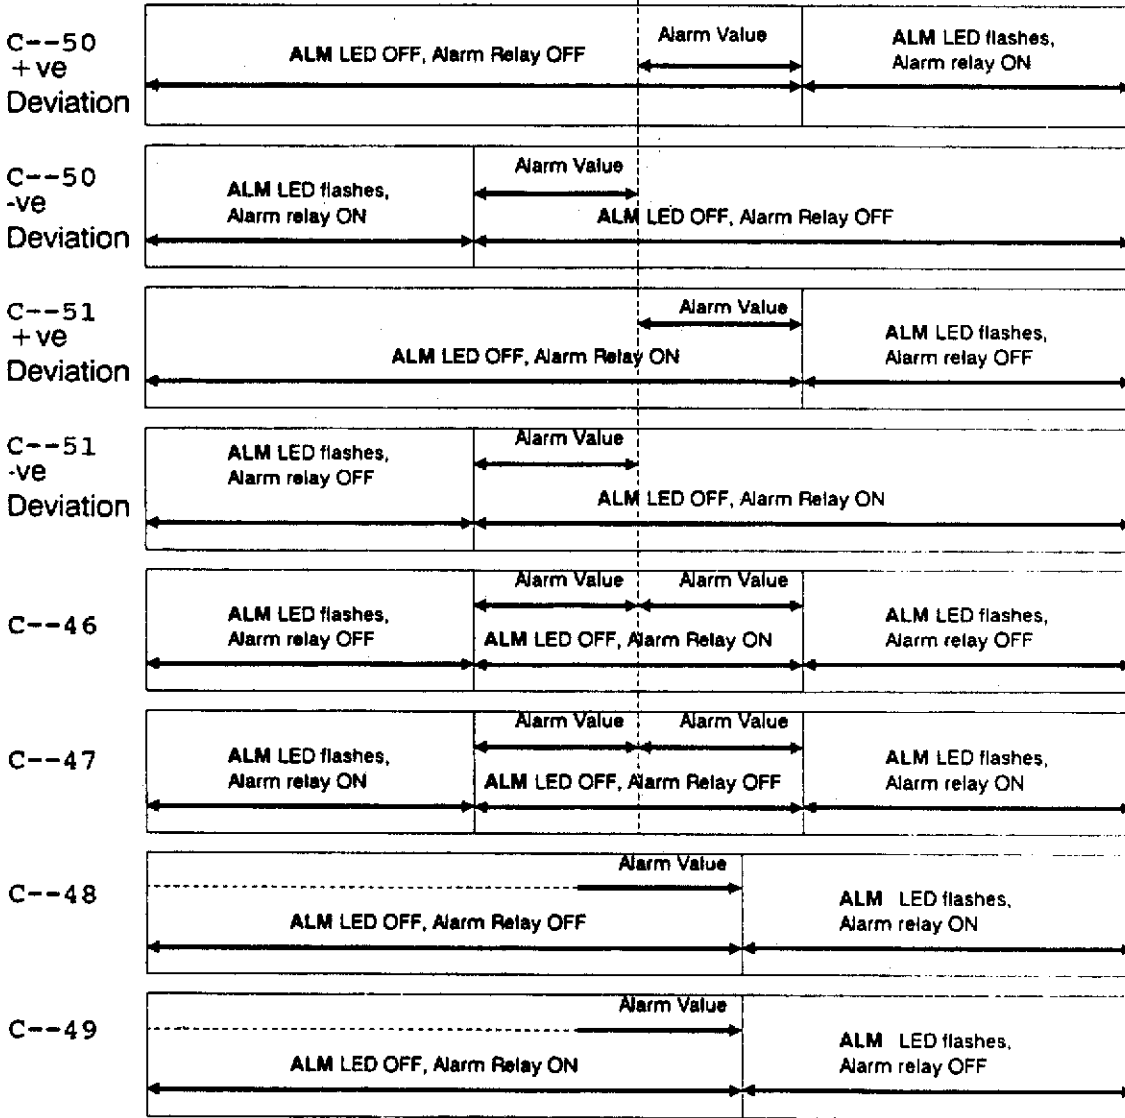 C--50
+ve
Deviation
Alarm Value
ALM LED OFF, Alarm Relay OFF
ALM LED flashes,
Alarm relay ON
C--50
-ve
Deviation
Alarm Value
ALM LED flashes,
Alarm relay ON
ALM LED OFF, Alarm Relay OFF
C--51
+ve
Deviation
Alarm Value
ALM LED OFF, Alarm Relay ON
ALM LED flashes,
Alarm relay OFF
C--51
-ve
Deviation
Alarm Value
ALM LED flashes,
Alarm relay OFF
ALM LED OFF, Alarm Relay ON
C--46
Alarm Value Alarm Value
ALM LED flashes,
Alarm relay OFF
ALM LED OFF, Alarm Relay ON
ALM LED flashes,
Alarm relay OFF
C--47
Alarm Value Alarm Value
ALM LED flashes,
Alarm relay ON
ALM LED OFF, Alarm Relay OFF
ALM LED flashes,
Alarm relay ON
C--48
Alarm Value
ALM LED OFF, Alarm Relay OFF
ALM LED flashes,
Alarm relay ON
C--49
Alarm Value
ALM LED OFF, Alarm Relay ON
ALM LED flashes,
Alarm relay OFF